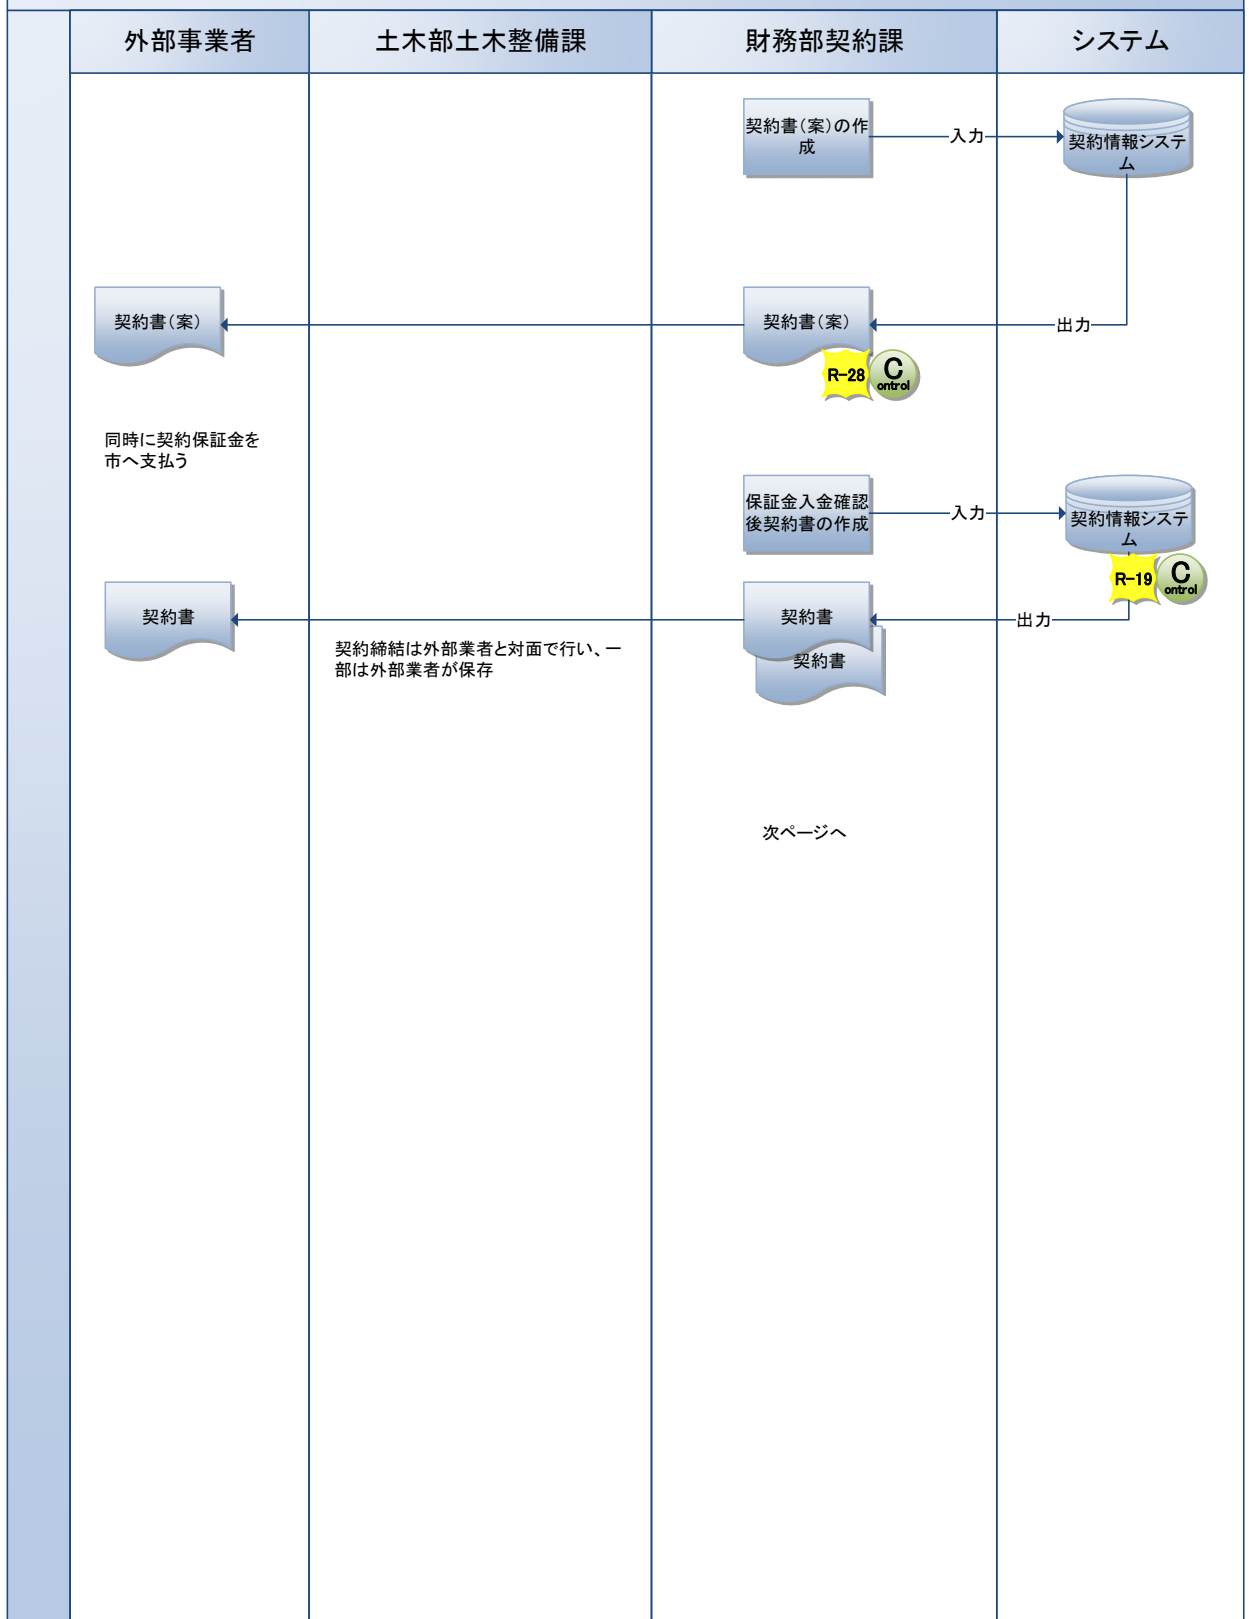 外部事業者
土木部土木整備課
財務部契約課
システム
契約書（案）の作
成
入力
契約情報システ
ム
契約書（案）
契約書（案）
出力
R-28
C
ontrol
同時に契約保証金を
市へ支払う
保証金入金確認
後契約書の作成
入力
契約情報システ
ム
R-19
C
ontrol
契約書
契約書
出力
契約締結は外部業者と対面で行い、一
部は外部業者が保存
契約書
次ページへ